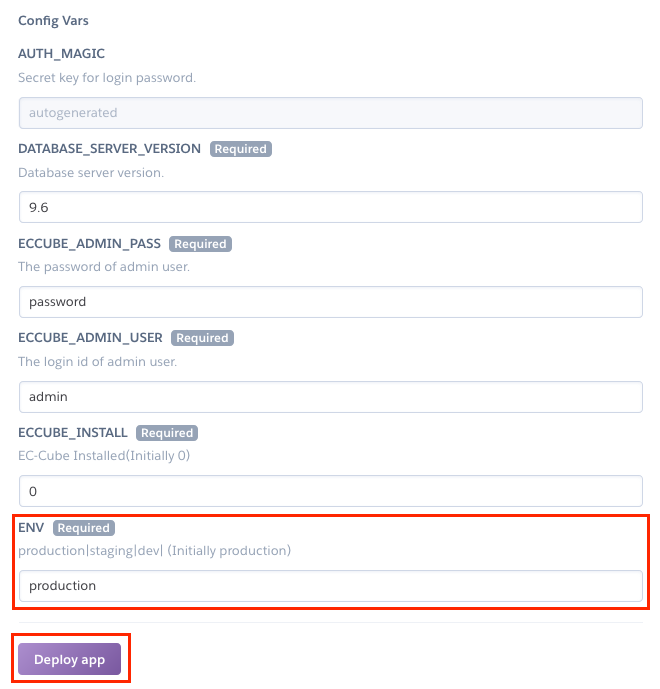 Config Vars
AUTH_MAGIC
Secret key for login password.
autogenerated
DATABASE_SERVER_VERSION Required
Database server version.
9.6
ECCUBE_ADMIN_PASS Required
The password of admin user.
password
ECCUBE_ADMIN_USER Required
The login id of admin user.
admin
ECCUBE_INSTALL Required
EC-Cube Installed(Initially 0)
0
ENV Required
production|staging|dev| (Initially production)
production
Deploy app